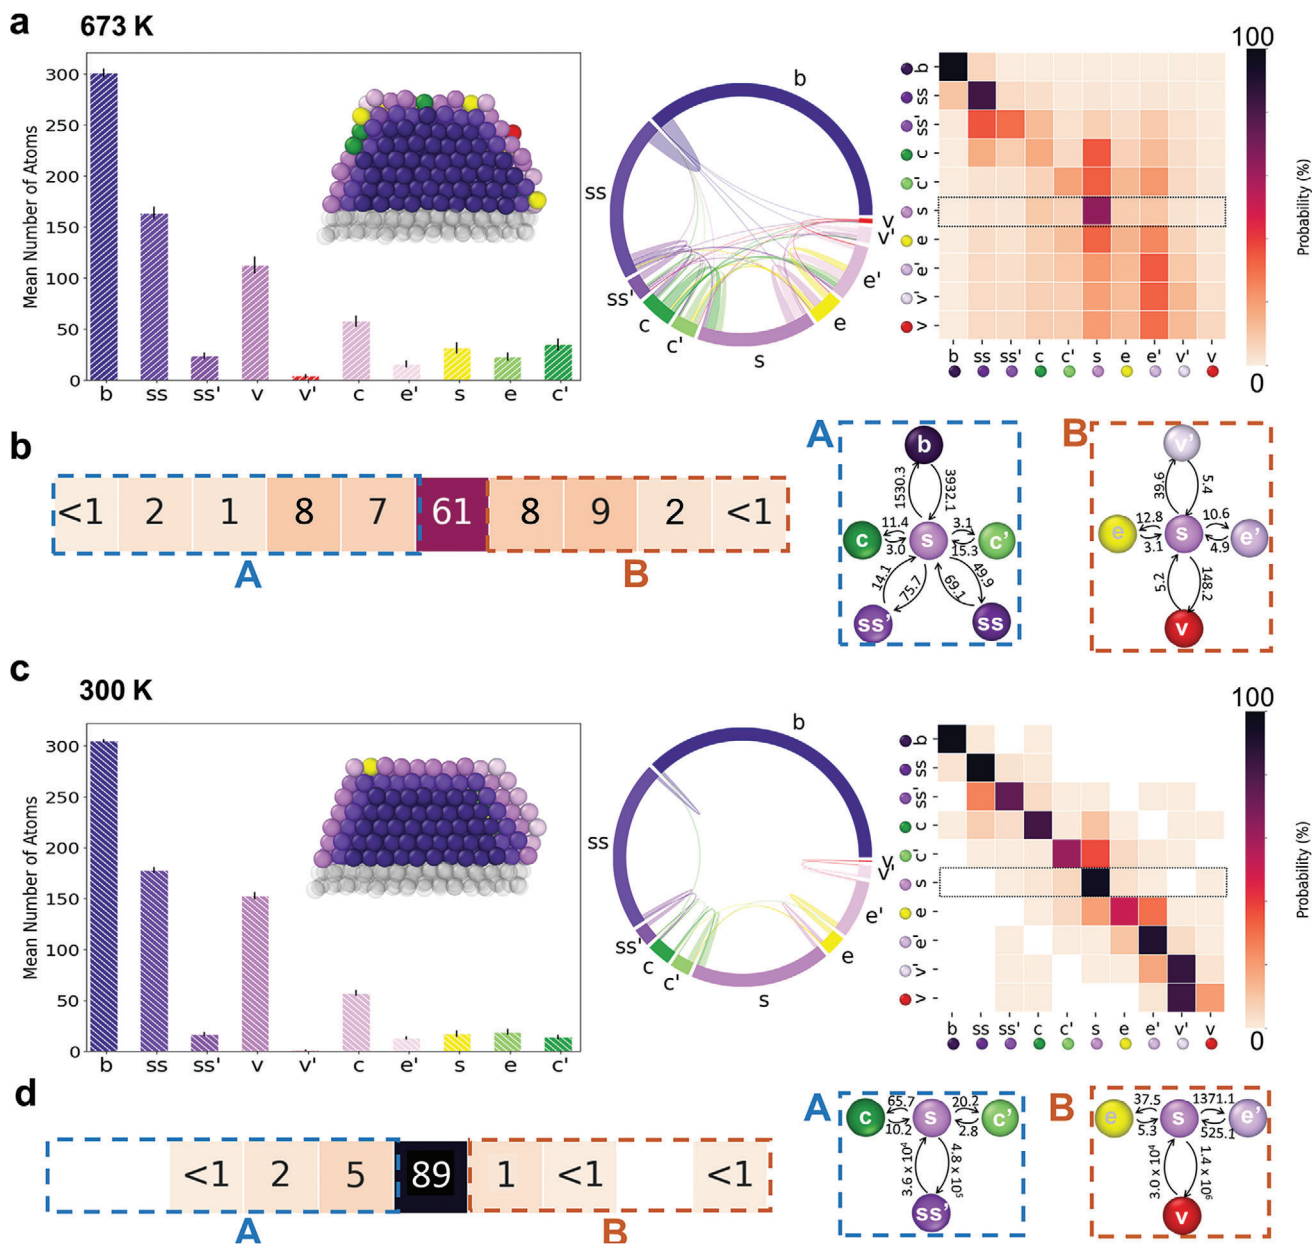 a
673 K
Mean Number of Atoms
300
250
200
150
100
50
0
b ss ss' v v' c e' s e c'
b
ss
ss'
c
c'
s
e
e'
v'
v
b
ss
ss'
c
c'
s
e
e'
v'
v
b ss ss' c c' s e e' v' v
100
Probability (%)
0
b
<1 2 1 8 7 61 8 9 2 <1
A
B
A
b
1530.3
3932.1
c
11.4
3.0
s
3.1
15.3
c'
14.1
75.7
69.1
49.9
ss'
ss
B
v'
39.6
5.4
e
12.8
3.1
s
10.6
4.9
e'
5.2
148.2
v
c
300 K
Mean Number of Atoms
300
250
200
150
100
50
0
b ss ss' v v' c e' s e c'
b
ss
ss'
c
c'
s
e
e'
v'
v
b
ss
ss'
c
c'
s
e
e'
v'
v
b ss ss' c c' s e e' v' v
100
Probability (%)
0
d
<1 2 5 89 1 <1 <1
A
B
A
c
65.7
10.2
s
20.2
2.8
c'
3.6 x 10⁴
4.8 x 10⁵
ss'
B
e
37.5
5.3
s
1371.1
525.1
e'
3.0 x 10⁴
1.4 x 10⁶
v